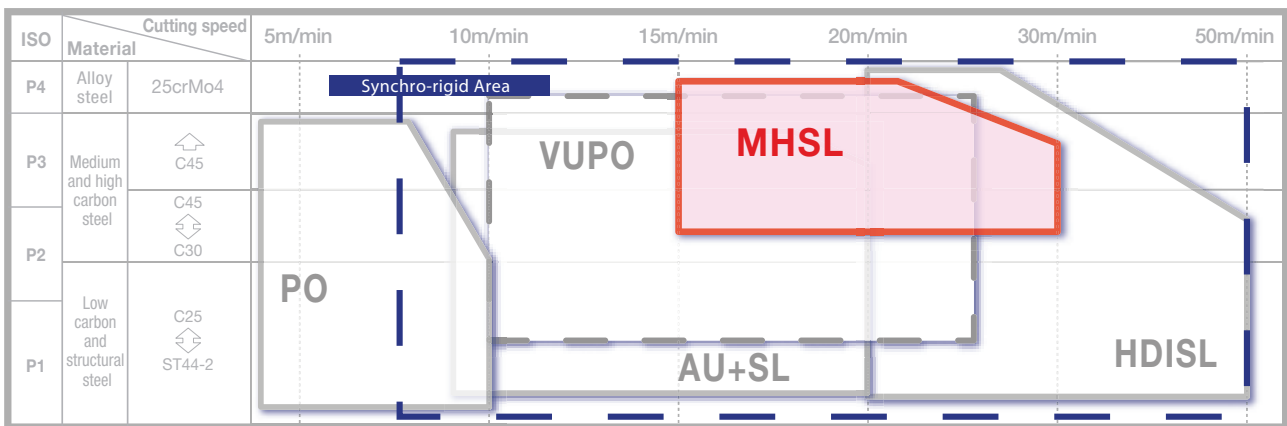 ISO
Material
Cutting speed
5m/min
10m/min
15m/min
20m/min
30m/min
50m/min
P4
Alloy
steel
25crMo4
Synchro-rigid Area
P3
Medium
and high
carbon
steel
C45
C45
C30
P2
VUPO
MHSL
PO
P1
Low
carbon
and
structural
steel
C25
ST44-2
AU+SL
HDISL